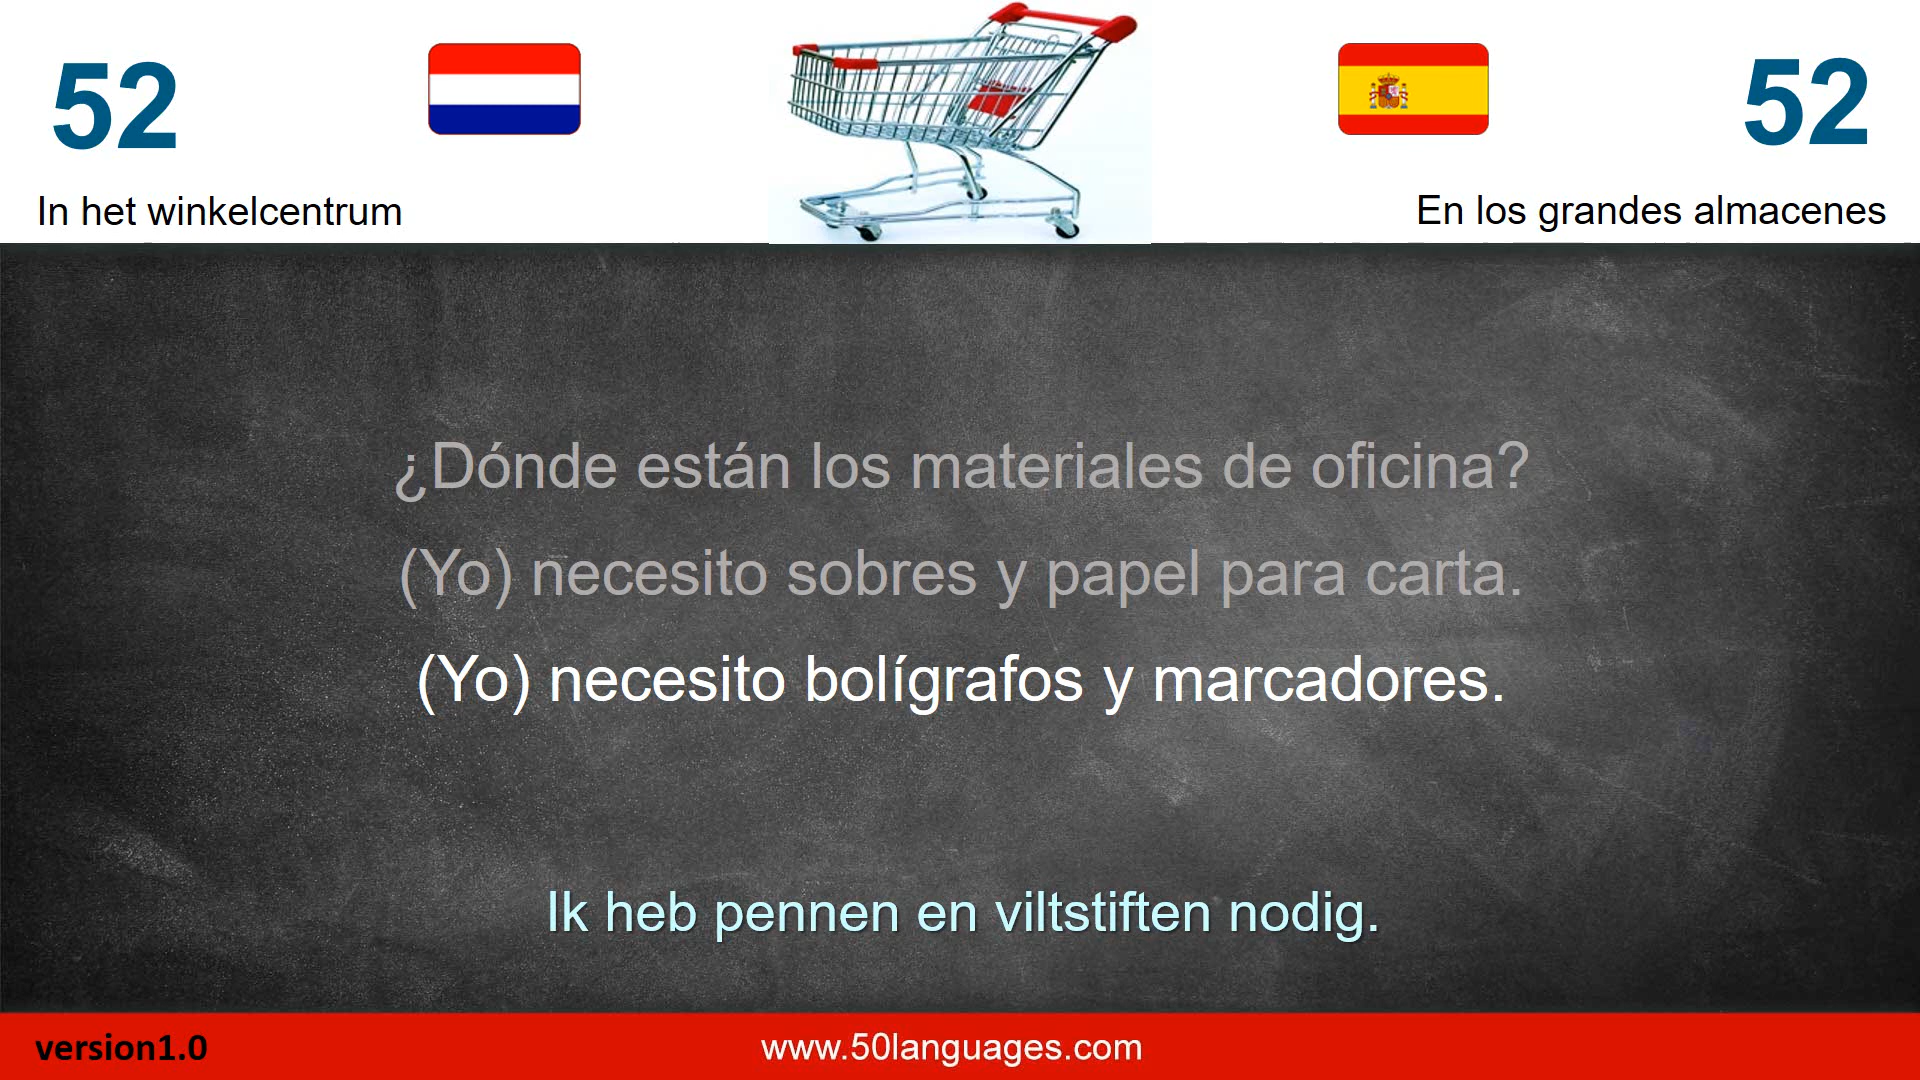 52
52
In het winkelcentrum
En los grandes almacenes
¿Dónde están los materiales de oficina?
(Yo) necesito sobres y papel para carta.
(Yo) necesito bolígrafos y marcadores.
Ik heb pennen en viltstiften nodig.
version1.0
www.50languages.com